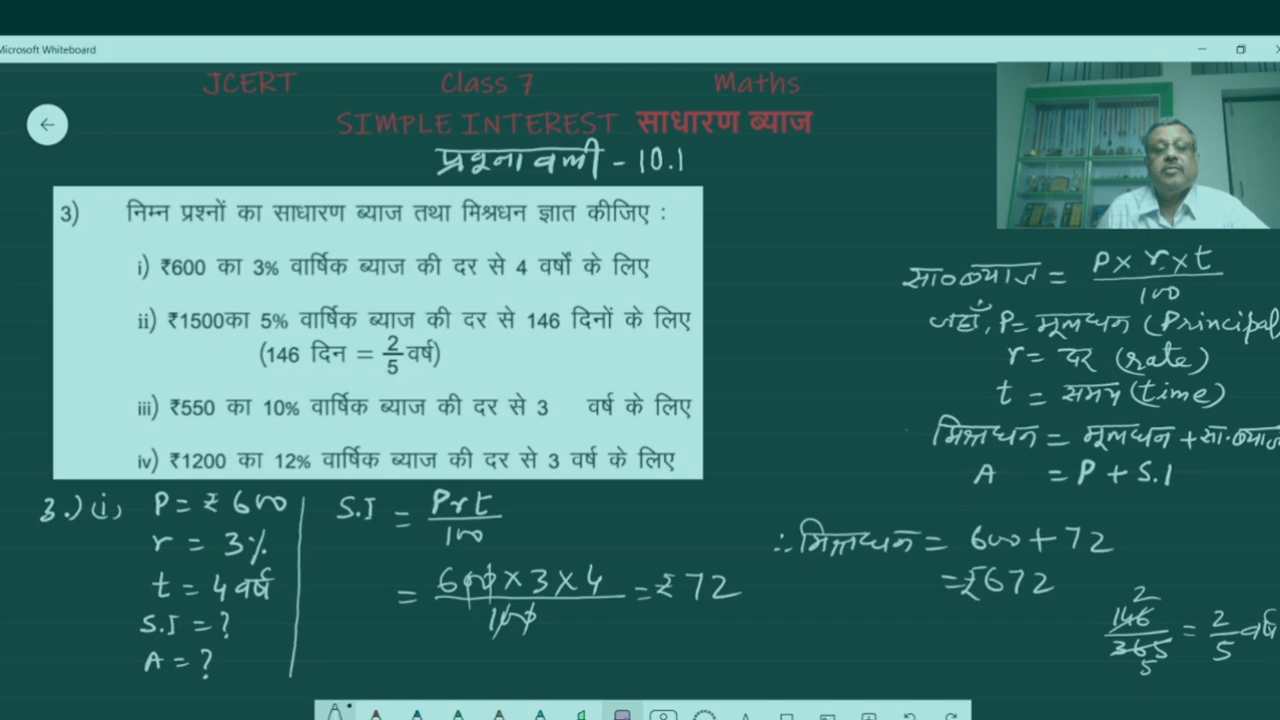 Microsoft Whiteboard
JCERT Class 7 Maths
SIMPLE INTEREST साधारण ब्याज
प्रश्नावली - 10.1
3) निम्न प्रश्नों का साधारण ब्याज तथा मिश्रधन ज्ञात कीजिए :
i) ₹600 का 3% वार्षिक ब्याज की दर से 4 वर्षों के लिए
ii) ₹1500का 5% वार्षिक ब्याज की दर से 146 दिनों के लिए
(146 दिन = 2/5 वर्ष)
iii) ₹550 का 10% वार्षिक ब्याज की दर से 3 वर्ष के लिए
iv) ₹1200 का 12% वार्षिक ब्याज की दर से 3 वर्ष के लिए
सा० ब्याज = P × r × t / 100
जहाँ, P = मूलधन (Principal
r = दर (rate)
t = समय (time)
मिश्रधन = मूलधन + सा. ब्याज
A = P + S.I
3.) (i) P = ₹ 600
r = 3%
t = 4 वर्ष
S.I = ?
A = ?
S.I = Prt / 100
= 600 × 3 × 4 / 100 = ₹ 72
∴ मिश्रधन = 600 + 72
= ₹672
2
146 / 365 = 2/5 वर्ष
5